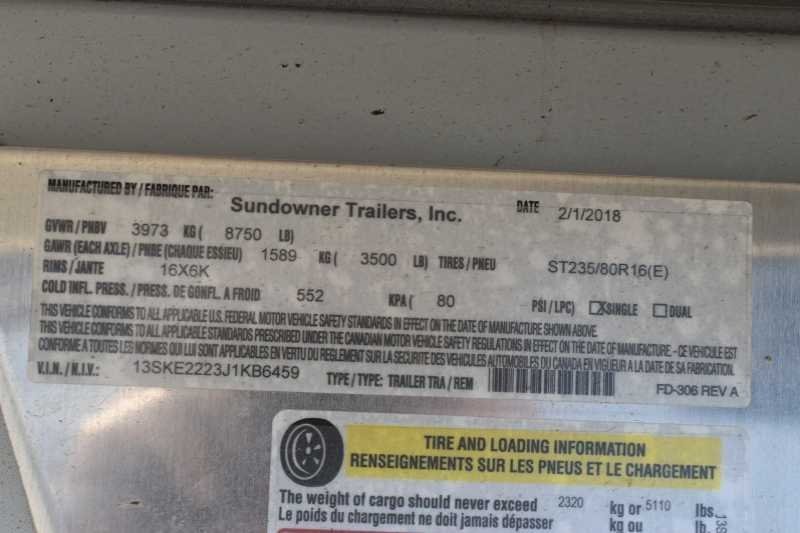 MANUFACTURED BY / FABRIQUE PAR: Sundowner Trailers, Inc. DATE 2/1/2018
GVWR / PNBV 3973 KG ( 8750 LB)
GAWR (EACH AXLE) / PNBE (CHAQUE ESSIEU) 1589 KG ( 3500 LB) TIRES / PNEU ST235/80R16(E)
RIMS / JANTE 16X6K
COLD INFL. PRESS. / PRESS. DE GONFL. A FROID 552 KPA ( 80 PSI / LPC) SINGLE DUAL
THIS VEHICLE CONFORMS TO ALL APPLICABLE U.S. FEDERAL MOTOR VEHICLE SAFETY STANDARDS IN EFFECT ON THE DATE OF MANUFACTURE SHOWN ABOVE.
THIS VEHICLE CONFORMS TO ALL APPLICABLE STANDARDS PRESCRIBED UNDER THE CANADIAN MOTOR VEHICLE SAFETY REGULATIONS IN EFFECT ON THE DATE OF MANUFACTURE - CE VEHICULE EST
CONFORME A TOUTES LES NORMES QUI LUI SONT APPLICABLES EN VERTU DU REGLEMENT SUR LA SECURITE DES VEHICULES AUTOMOBILES DU CANADA EN VIGUEUR A LA DATE DE SA FABRICATION.
V.I.N. / N.I.V.: 13SKE2223J1KB6459 TYPE / TYPE: TRAILER TRA / REM FD-306 REV A
TIRE AND LOADING INFORMATION
RENSEIGNEMENTS SUR LES PNEUS ET LE CHARGEMENT
The weight of cargo should never exceed 2320 kg or 5110 lbs
Le poids du chargement ne doit jamais dépasser kg ou lb.